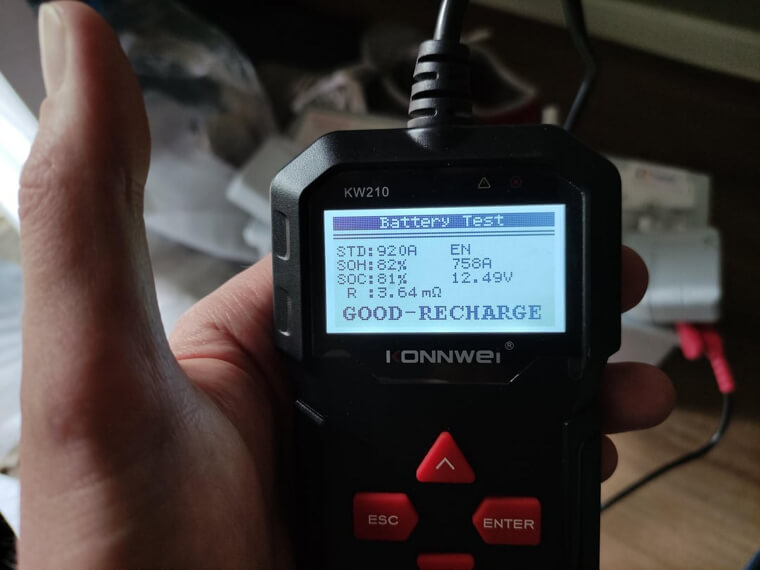 KW210
Battery Test
STD:920A EN
SOH:82% 758A
SOC:81% 12.49V
R :3.64mΩ
GOOD-RECHARGE
KONNWEI®
ESC
ENTER